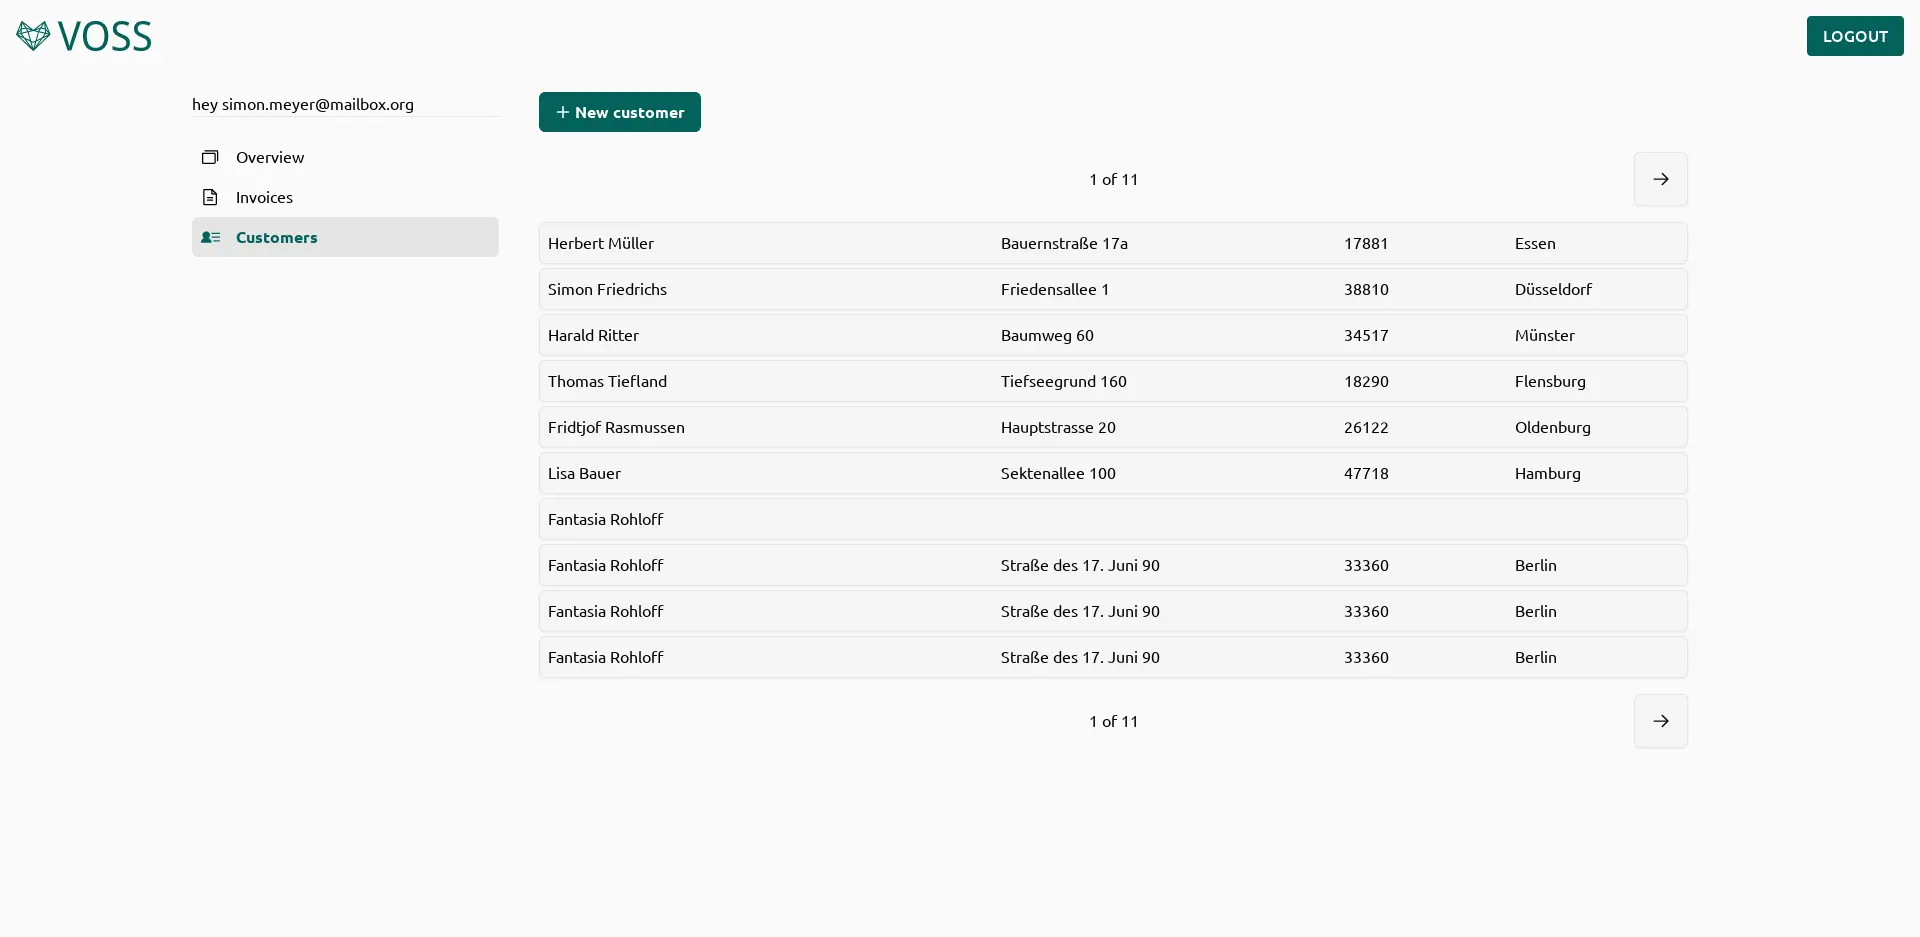 VOSS
LOGOUT
hey simon.meyer@mailbox.org
Overview
Invoices
Customers
New customer
1 of 11
Herbert Müller Bauernstraße 17a 17881 Essen
Simon Friedrichs Friedensallee 1 38810 Düsseldorf
Harald Ritter Baumweg 60 34517 Münster
Thomas Tiefland Tiefseegrund 160 18290 Flensburg
Fridtjof Rasmussen Hauptstrasse 20 26122 Oldenburg
Lisa Bauer Sektenallee 100 47718 Hamburg
Fantasia Rohloff
Fantasia Rohloff Straße des 17. Juni 90 33360 Berlin
Fantasia Rohloff Straße des 17. Juni 90 33360 Berlin
Fantasia Rohloff Straße des 17. Juni 90 33360 Berlin
1 of 11